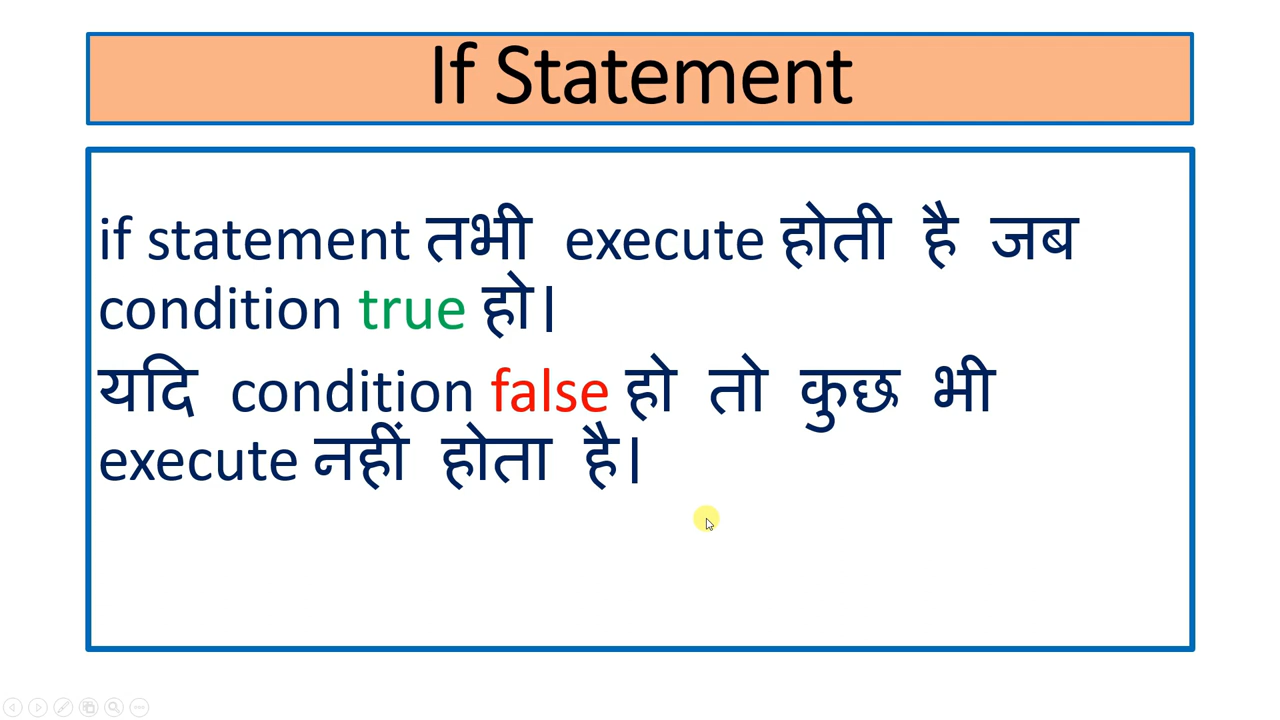 If Statement
if statement तभी execute होती है जब
condition true हो।
यदि condition false हो तो कुछ भी
execute नहीं होता है।